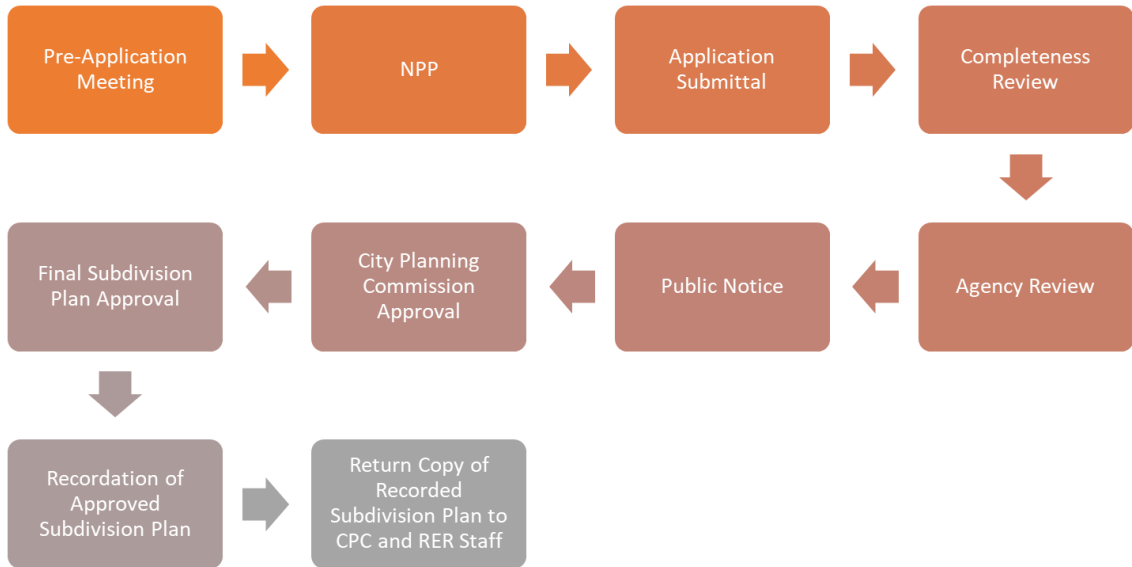 Pre-Application
Meeting
NPP
Application
Submittal
Completeness
Review
Agency Review
Public Notice
City Planning
Commission
Approval
Final Subdivision
Plan Approval
Recordation of
Approved
Subdivision Plan
Return Copy of
Recorded
Subdivision Plan to
CPC and RER Staff